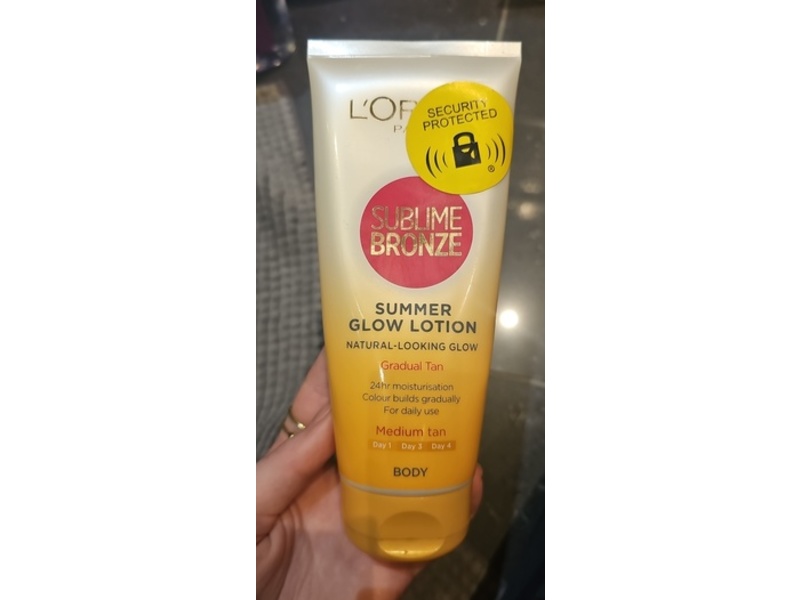 L'OR
SECURITY
PROTECTED
®
SUBLIME
BRONZE
SUMMER
GLOW LOTION
NATURAL-LOOKING GLOW
Gradual Tan
24hr moisturisation
Colour builds gradually
For daily use
Medium tan
Day 1 Day 3 Day 4
BODY